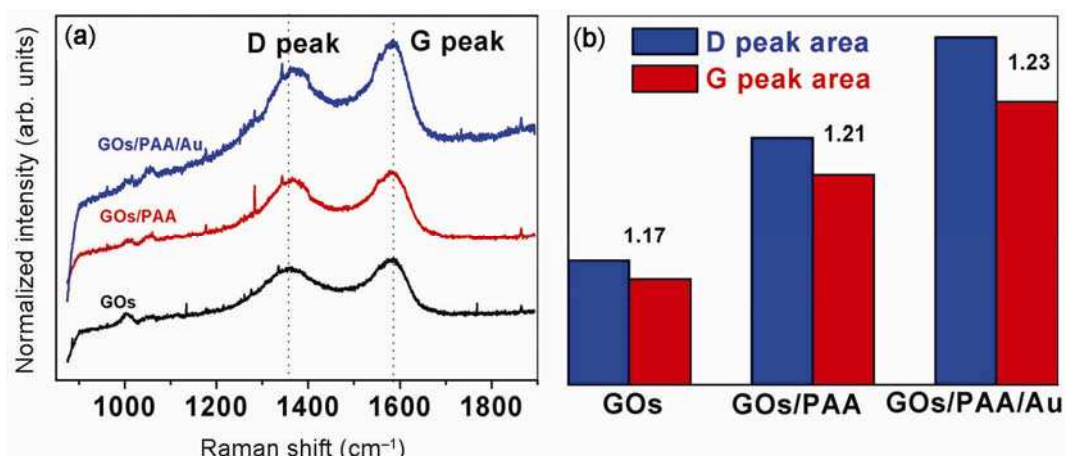 (a)
D peak
G peak
Normalized intensity (arb. units)
GOs/PAA/Au
GOs/PAA
GOs
1000 1200 1400 1600 1800
Raman shift (cm⁻¹)
(b)
D peak area
G peak area
1.17
1.21
1.23
GOs GOs/PAA GOs/PAA/Au